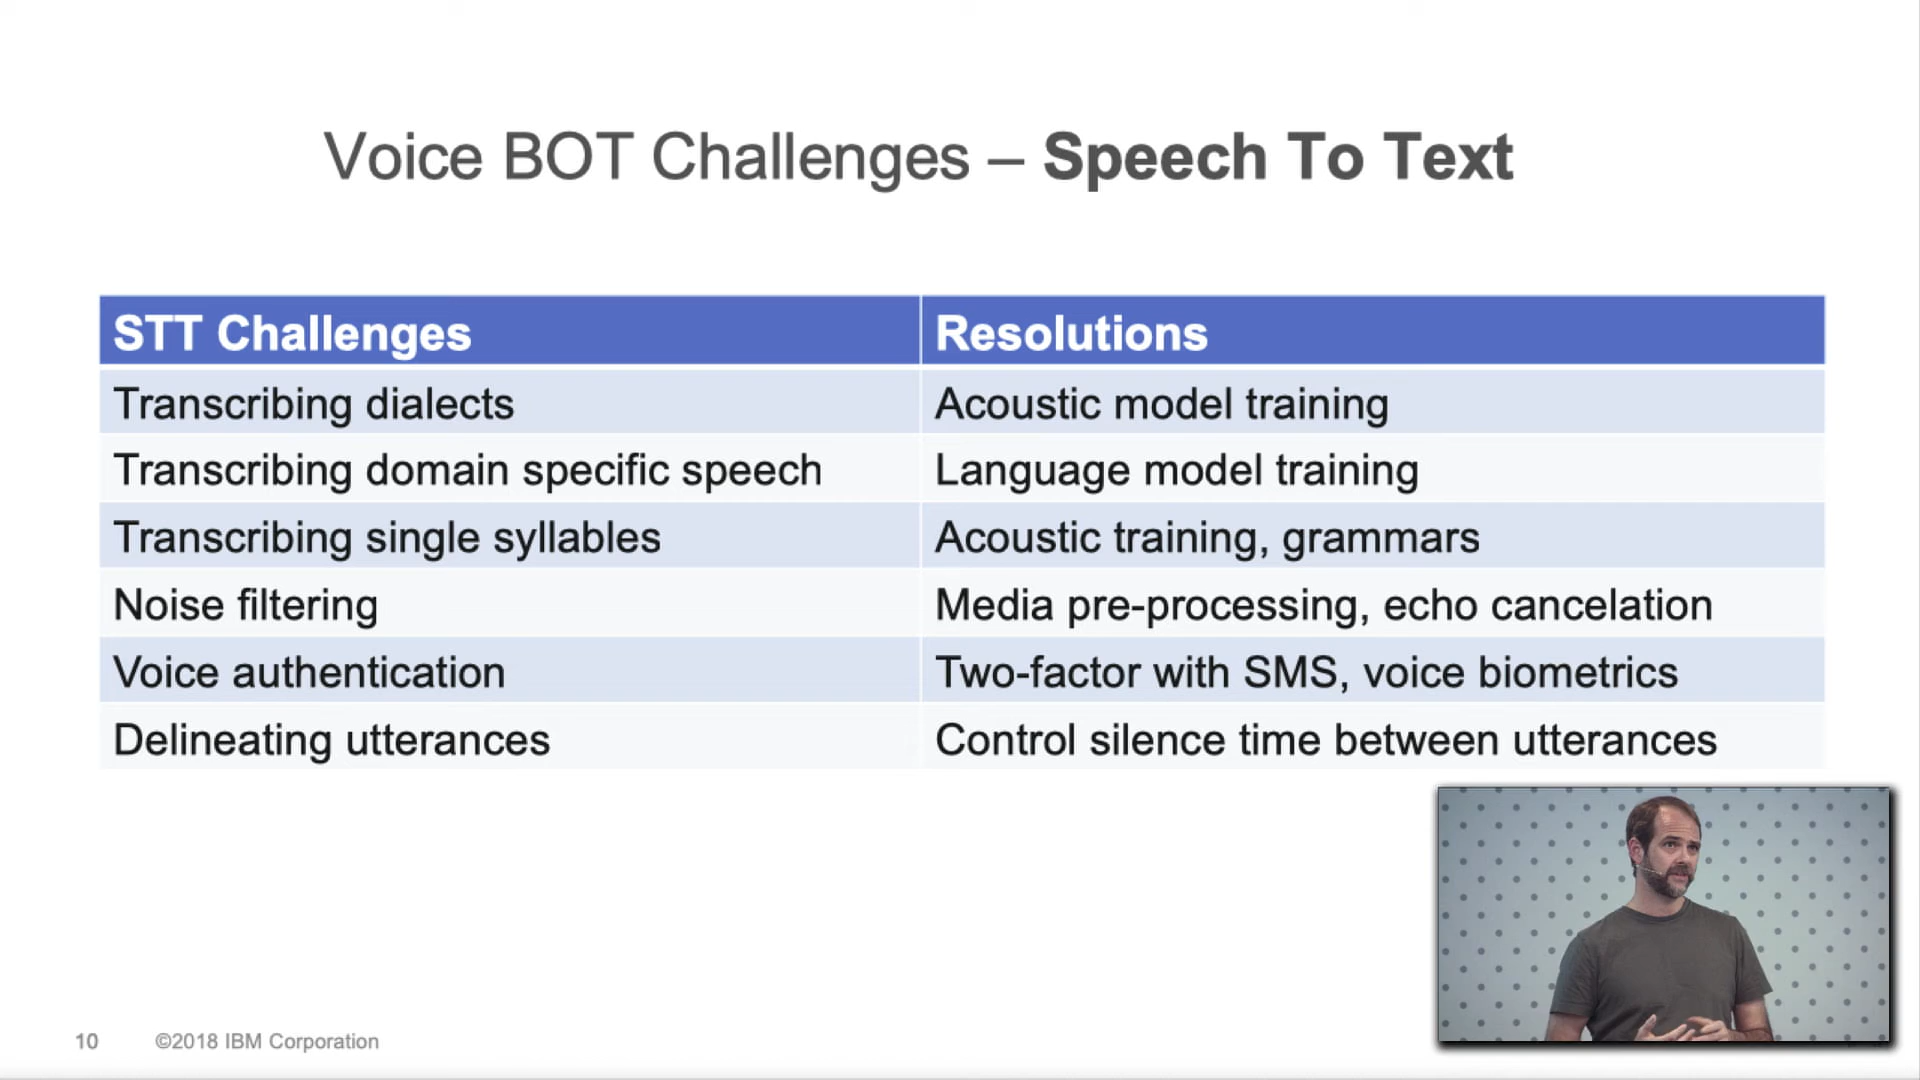 Voice BOT Challenges – Speech To Text
STT Challenges Resolutions
Transcribing dialects Acoustic model training
Transcribing domain specific speech Language model training
Transcribing single syllables Acoustic training, grammars
Noise filtering Media pre-processing, echo cancelation
Voice authentication Two-factor with SMS, voice biometrics
Delineating utterances Control silence time between utterances
10 ©2018 IBM Corporation